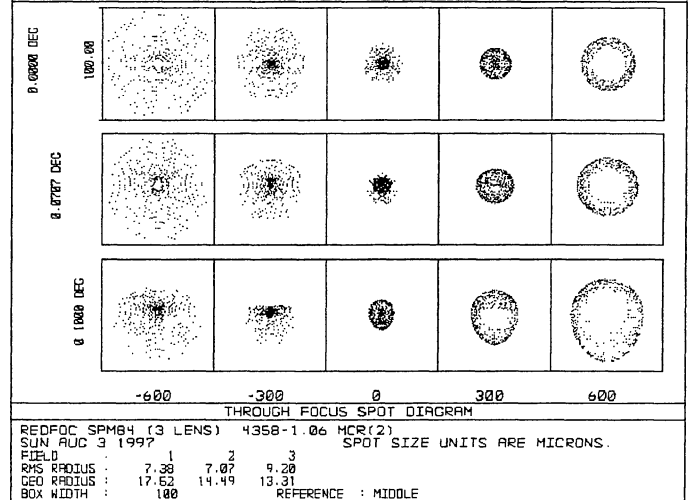 0.0000 DEG
100.00
0.0707 DEG
0.1000 DEG
-600 -300 0 300 600
THROUGH FOCUS SPOT DIAGRAM
REDFOC SPM84 (3 LENS) 4358-1.06 MCR(2)
SUN AUG 3 1997 SPOT SIZE UNITS ARE MICRONS.
FIELD : 1 2 3
RMS RADIUS : 7.38 7.07 9.20
GEO RADIUS : 17.62 14.49 13.31
BOX WIDTH : 100 REFERENCE : MIDDLE